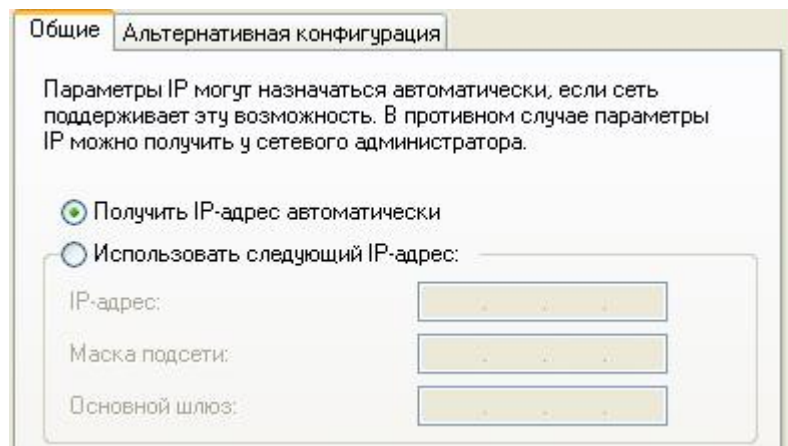 Общие Альтернативная конфигурация
Параметры IP могут назначаться автоматически, если сеть
поддерживает эту возможность. В противном случае параметры
IP можно получить у сетевого администратора.
Получить IP-адрес автоматически
Использовать следующий IP-адрес:
IP-адрес:
Маска подсети:
Основной шлюз: